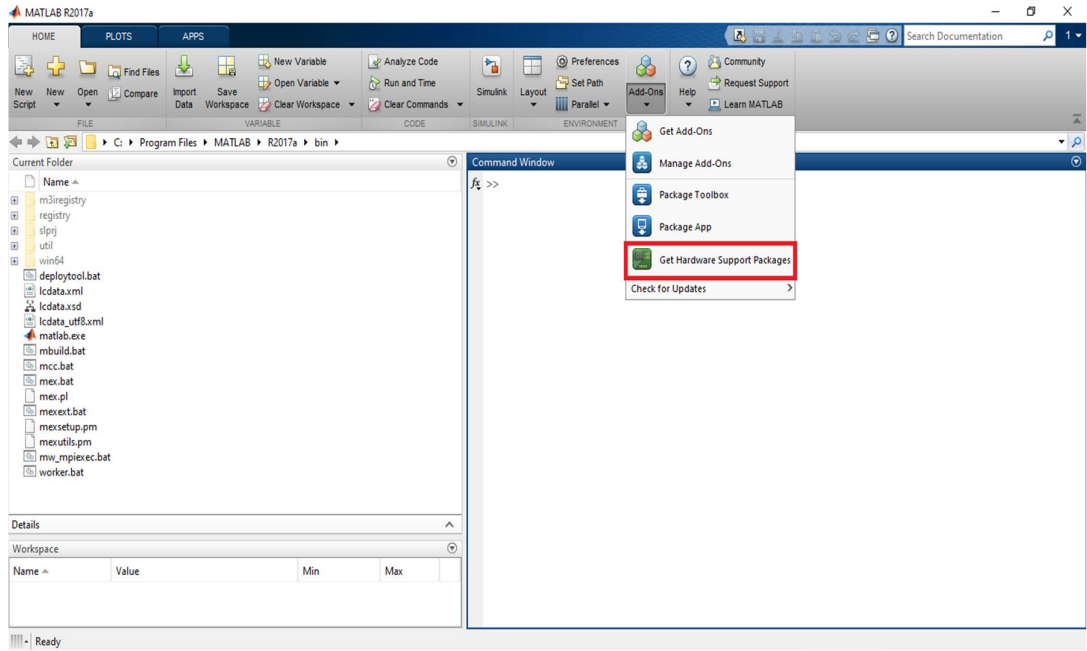 MATLAB R2017a
HOME PLOTS APPS Search Documentation 1
New Script New Open Find Files Compare Import Data Save Workspace New Variable Open Variable Clear Workspace Analyze Code Run and Time Clear Commands Simulink Layout Preferences Set Path Parallel Add-Ons Help Community Request Support Learn MATLAB
FILE VARIABLE CODE SIMULINK ENVIRONMENT
C: Program Files MATLAB R2017a bin
Get Add-Ons
Manage Add-Ons
Package Toolbox
Package App
Get Hardware Support Packages
Check for Updates
Current Folder
Name
m3iregistry
registry
slprj
util
win64
deploytool.bat
lcdata.xml
lcdata.xsd
lcdata_utf8.xml
matlab.exe
mbuild.bat
mcc.bat
mex.bat
mex.pl
mexext.bat
mexsetup.pm
mexutils.pm
mw_mpiexec.bat
worker.bat
Details
Workspace
Name Value Min Max
Command Window
fx >>
Ready